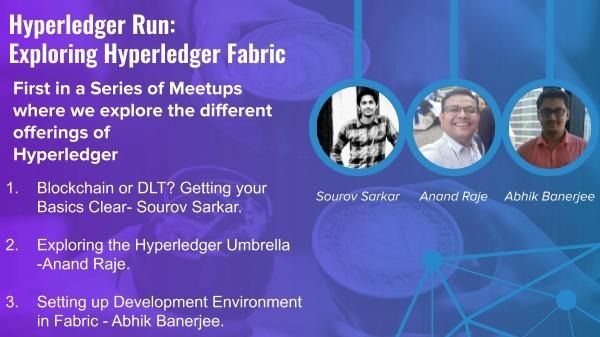 Hyperledger Run:
Exploring Hyperledger Fabric
First in a Series of Meetups
where we explore the different
offerings of
Hyperledger
1. Blockchain or DLT? Getting your
Basics Clear- Sourov Sarkar.
2. Exploring the Hyperledger Umbrella
-Anand Raje.
3. Setting up Development Environment
in Fabric - Abhik Banerjee.
Sourov Sarkar Anand Raje Abhik Banerjee